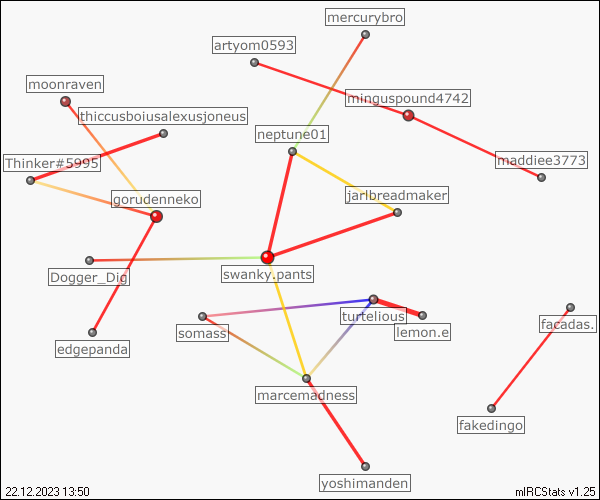 mercurybro
artyom0593
moonraven
minguspound4742
thiccusboiusalexusjoneus
neptune01
Thinker#5995
maddiee3773
gorudenneko
jarlbreadmaker
swanky.pants
Dogger_Dig
turtelious
facadas.
somass
lemon.e
edgepanda
marcemadness
fakedingo
yoshimanden
22.12.2023 13:50
mIRCStats v1.25